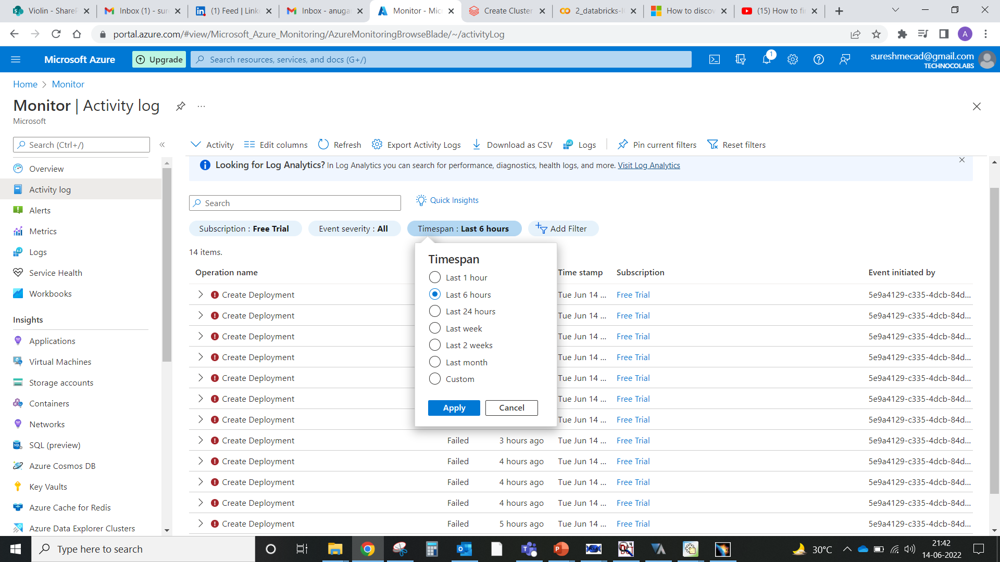 Violin - ShareP
Inbox (1) - sure
(1) Feed | Linke
Inbox - anugan
Monitor - Micr
Create Cluster
2_databricks-I
How to discov
(15) How to fin
portal.azure.com/#view/Microsoft_Azure_Monitoring/AzureMonitoringBrowseBlade/~/activityLog
A
Microsoft Azure
Upgrade
Search resources, services, and docs (G+/)
1
sureshmecad@gmail.com
TECHNOCOLABS
Home > Monitor
Monitor | Activity log
Microsoft
Search (Ctrl+/)
Activity
Edit columns
Refresh
Export Activity Logs
Download as CSV
Logs
Pin current filters
Reset filters
Looking for Log Analytics? In Log Analytics you can search for performance, diagnostics, health logs, and more. Visit Log Analytics
Overview
Activity log
Alerts
Metrics
Logs
Service Health
Workbooks
Insights
Applications
Virtual Machines
Storage accounts
Containers
Networks
SQL (preview)
Azure Cosmos DB
Key Vaults
Azure Cache for Redis
Azure Data Explorer Clusters
Search
Quick Insights
Subscription : Free Trial
Event severity : All
Timespan : Last 6 hours
Add Filter
14 items.
Timespan
Last 1 hour
Last 6 hours
Last 24 hours
Last week
Last 2 weeks
Last month
Custom
Apply
Cancel
Operation name Time stamp Subscription Event initiated by
Create Deployment Tue Jun 14 ... Free Trial 5e9a4129-c335-4dcb-84d...
Create Deployment Tue Jun 14 ... Free Trial 5e9a4129-c335-4dcb-84d...
Create Deployment Tue Jun 14 ... Free Trial 5e9a4129-c335-4dcb-84d...
Create Deployment Tue Jun 14 ... Free Trial 5e9a4129-c335-4dcb-84d...
Create Deployment Tue Jun 14 ... Free Trial 5e9a4129-c335-4dcb-84d...
Create Deployment Tue Jun 14 ... Free Trial 5e9a4129-c335-4dcb-84d...
Create Deployment Tue Jun 14 ... Free Trial 5e9a4129-c335-4dcb-84d...
Create Deployment Failed 3 hours ago Tue Jun 14 ... Free Trial 5e9a4129-c335-4dcb-84d...
Create Deployment Failed 4 hours ago Tue Jun 14 ... Free Trial 5e9a4129-c335-4dcb-84d...
Create Deployment Failed 4 hours ago Tue Jun 14 ... Free Trial 5e9a4129-c335-4dcb-84d...
Create Deployment Failed 4 hours ago Tue Jun 14 ... Free Trial 5e9a4129-c335-4dcb-84d...
Create Deployment Failed 5 hours ago Tue Jun 14 ... Free Trial 5e9a4129-c335-4dcb-84d...
Type here to search
30°C
21:42
14-06-2022